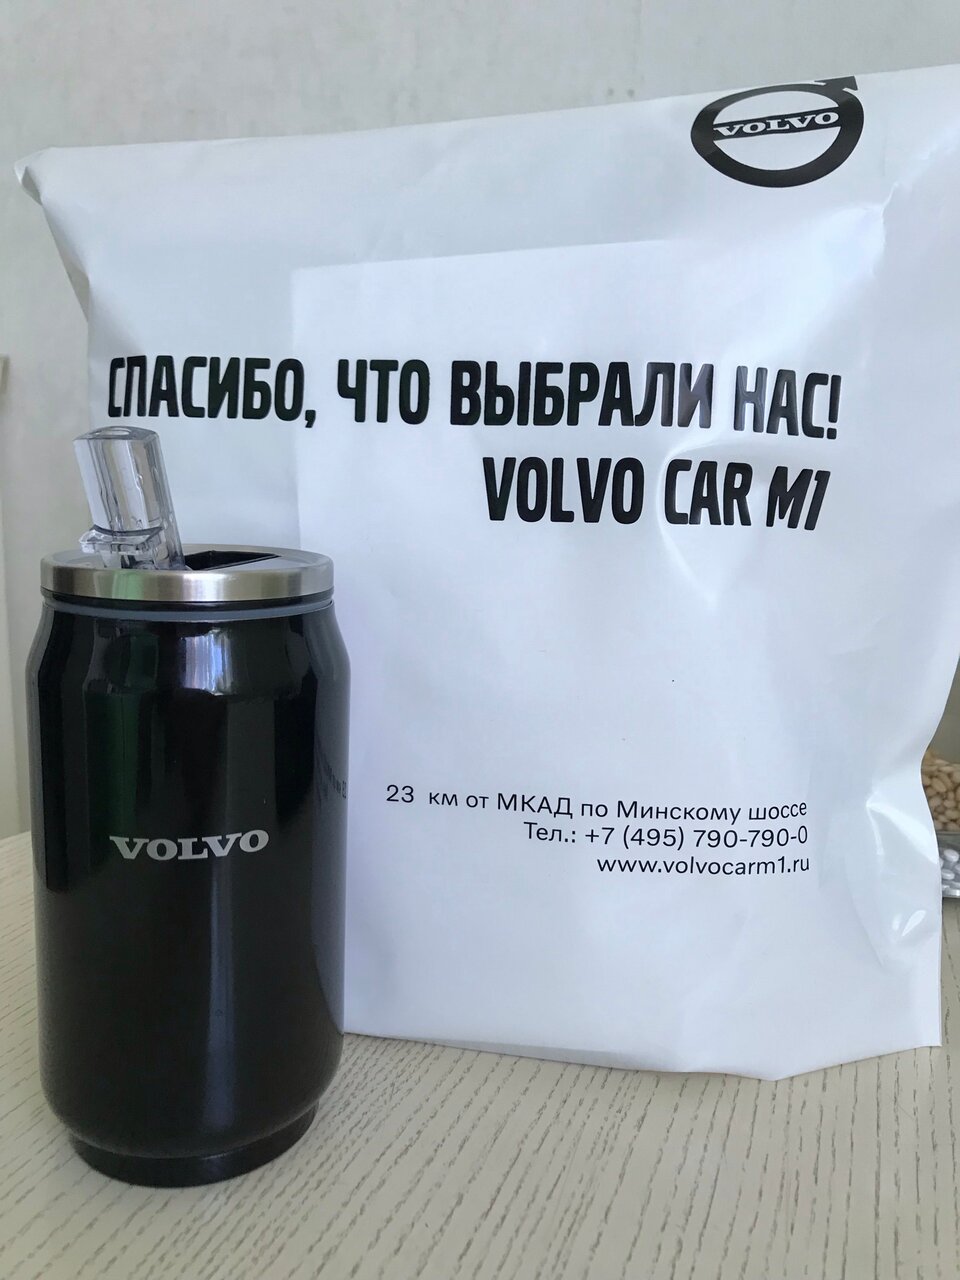 VOLVO
СПАСИБО, ЧТО ВЫБРАЛИ НАС!
VOLVO CAR M1
23 км от МКАД по Минскому шоссе
Тел.: +7 (495) 790-790-0
www.volvocarm1.ru
VOLVO